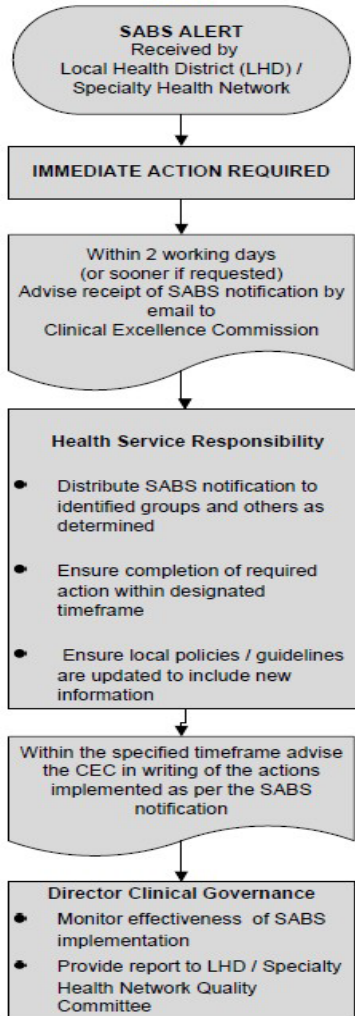 SABS ALERT
Received by
Local Health District (LHD) /
Specialty Health Network
IMMEDIATE ACTION REQUIRED
Within 2 working days
(or sooner if requested)
Advise receipt of SABS notification by
email to
Clinical Excellence Commission
Health Service Responsibility
• Distribute SABS notification to
identified groups and others as
determined
• Ensure completion of required
action within designated
timeframe
• Ensure local policies / guidelines
are updated to include new
information
Within the specified timeframe advise
the CEC in writing of the actions
implemented as per the SABS
notification
Director Clinical Governance
• Monitor effectiveness of SABS
implementation
• Provide report to LHD / Specialty
Health Network Quality
Committee